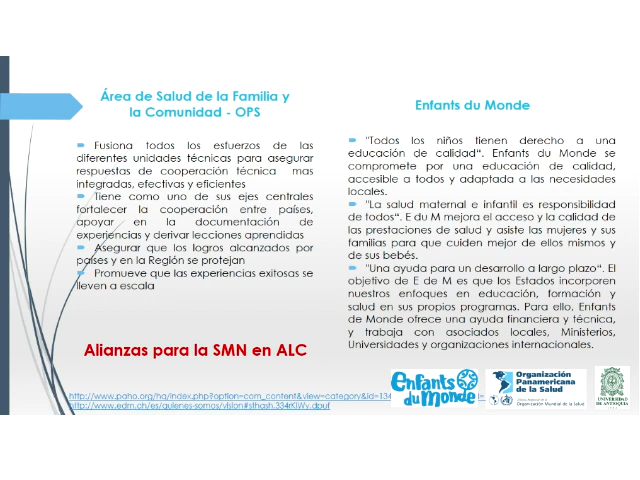 Área de Salud de la Familia y
la Comunidad - OPS
Fusiona todos los esfuerzos de las
diferentes unidades técnicas para asegurar
respuestas de cooperación técnica mas
integradas, efectivas y eficientes
Tiene como uno de sus ejes centrales
fortalecer la cooperación entre países,
apoyar en la documentación de
experiencias y derivar lecciones aprendidas
Asegurar que los logros alcanzados por
países y en la Región se protejan
Promueve que las experiencias exitosas se
lleven a escala
Alianzas para la SMN en ALC
Enfants du Monde
"Todos los niños tienen derecho a una
educación de calidad". Enfants du Monde se
compromete por una educación de calidad,
accesible a todos y adaptada a las necesidades
locales.
"La salud maternal e infantil es responsibilidad
de todos". E du M mejora el acceso y la calidad de
las prestaciones de salud y asiste las mujeres y sus
familias para que cuiden mejor de ellos mismos y
de sus bebés.
"Una ayuda para un desarrollo a largo plazo". El
objetivo de E de M es que los Estados incorporen
nuestros enfoques en educación, formación y
salud en sus propios programas. Para ello, Enfants
de Monde ofrece una ayuda financiera y técnica,
y trabaja con asociados locales, Ministerios,
Universidades y organizaciones internacionales.
http://www.paho.org/hq/index.php?option=com_content&view=category&id=134
http://www.edm.ch/es/quienes-somos/vision#sthash.334rKlWy.dpuf
Enfants
du Monde
Organización
Panamericana
de la Salud
Organización Mundial de la Salud
UNIVERSIDAD
DE ANTIOQUIA